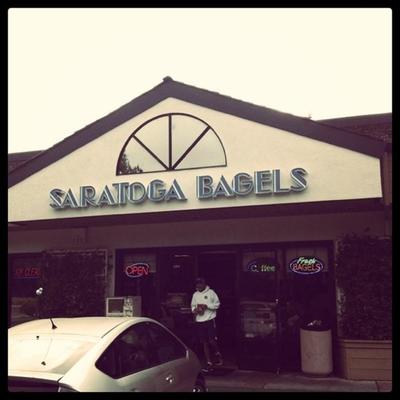 SARATOGA BAGELS
OPEN
Coffee
Fresh
BAGELS